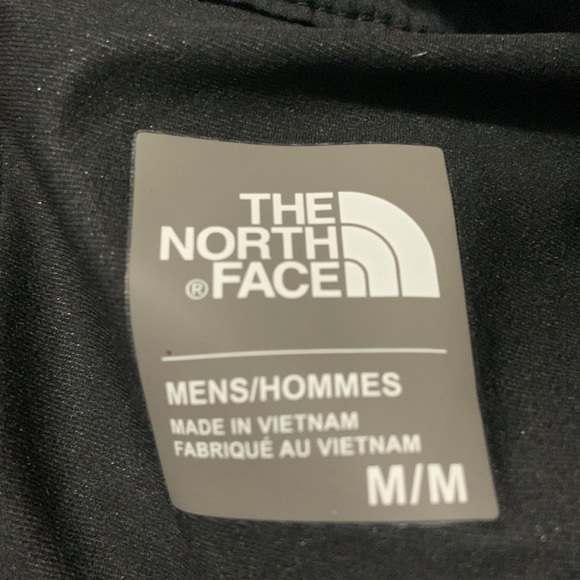 THE
NORTH
®FACE
MENS/HOMMES
MADE IN VIETNAM
FABRIQUÉ AU VIETNAM
M/M